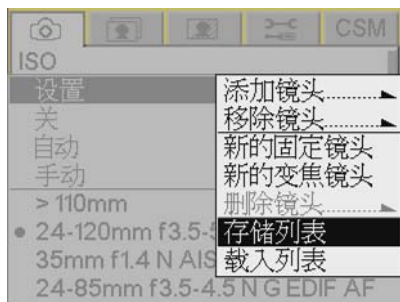 CSM
ISO
设置
关
自动
手动
> 110mm
24-120mm f3.5-5
35mm f1.4 N AIS
24-85mm f3.5-4.5 N G EDIF AF
添加镜头
移除镜头
新的固定镜头
新的变焦镜头
删除镜头
存储列表
载入列表